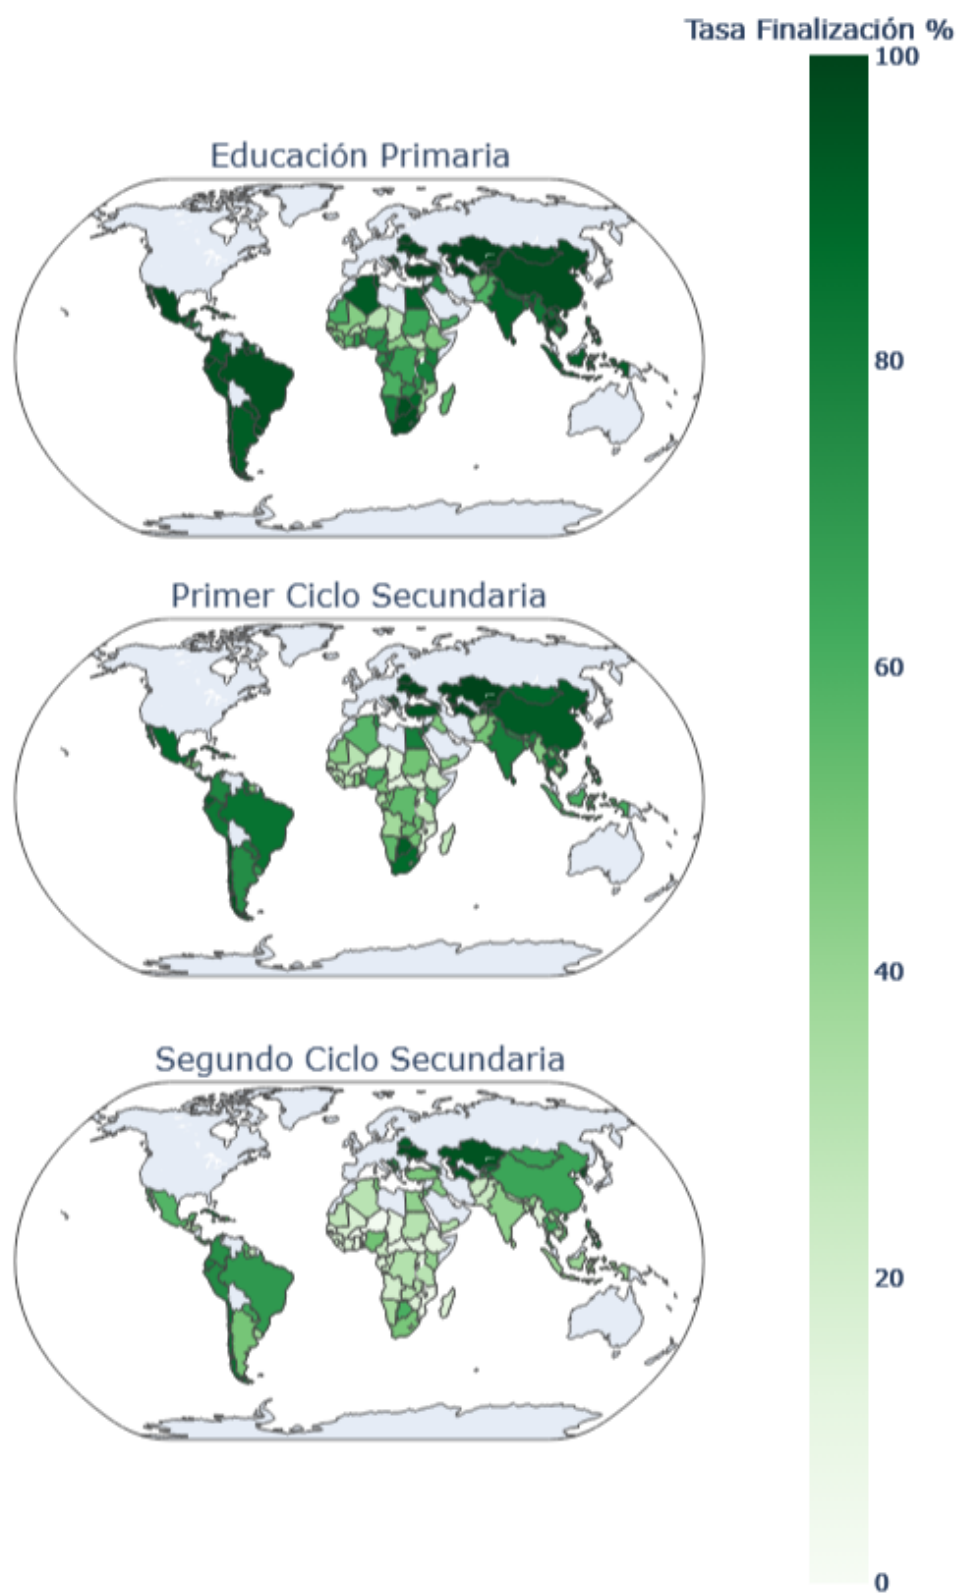 Tasa Finalización %
100
Educación Primaria
80
Primer Ciclo Secundaria
60
40
Segundo Ciclo Secundaria
20
0